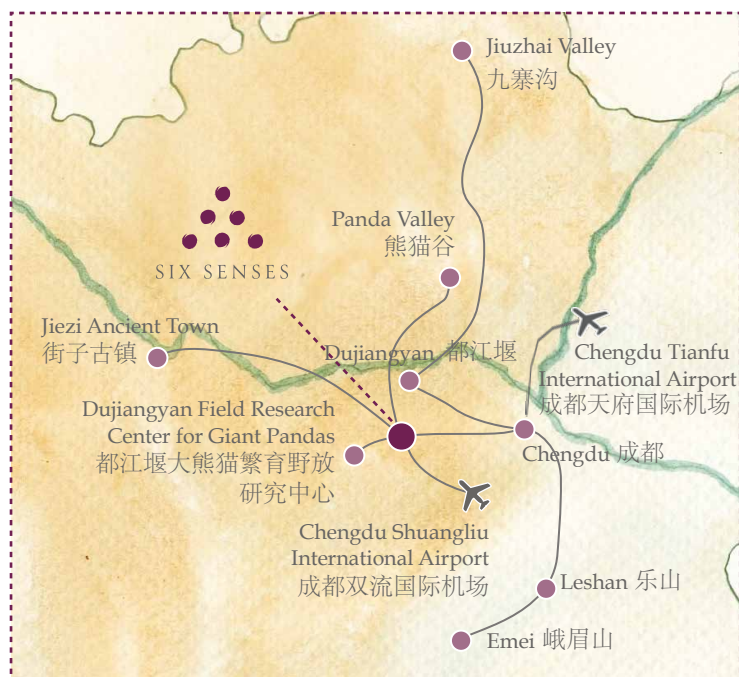 Jiuzhai Valley
九寨沟
Panda Valley
熊猫谷
SIX SENSES
Jiezi Ancient Town
街子古镇
Dujiangyan 都江堰
Chengdu Tianfu
International Airport
成都天府国际机场
Dujiangyan Field Research
Center for Giant Pandas
都江堰大熊猫繁育野放
研究中心
Chengdu 成都
Chengdu Shuangliu
International Airport
成都双流国际机场
Leshan 乐山
Emei 峨眉山